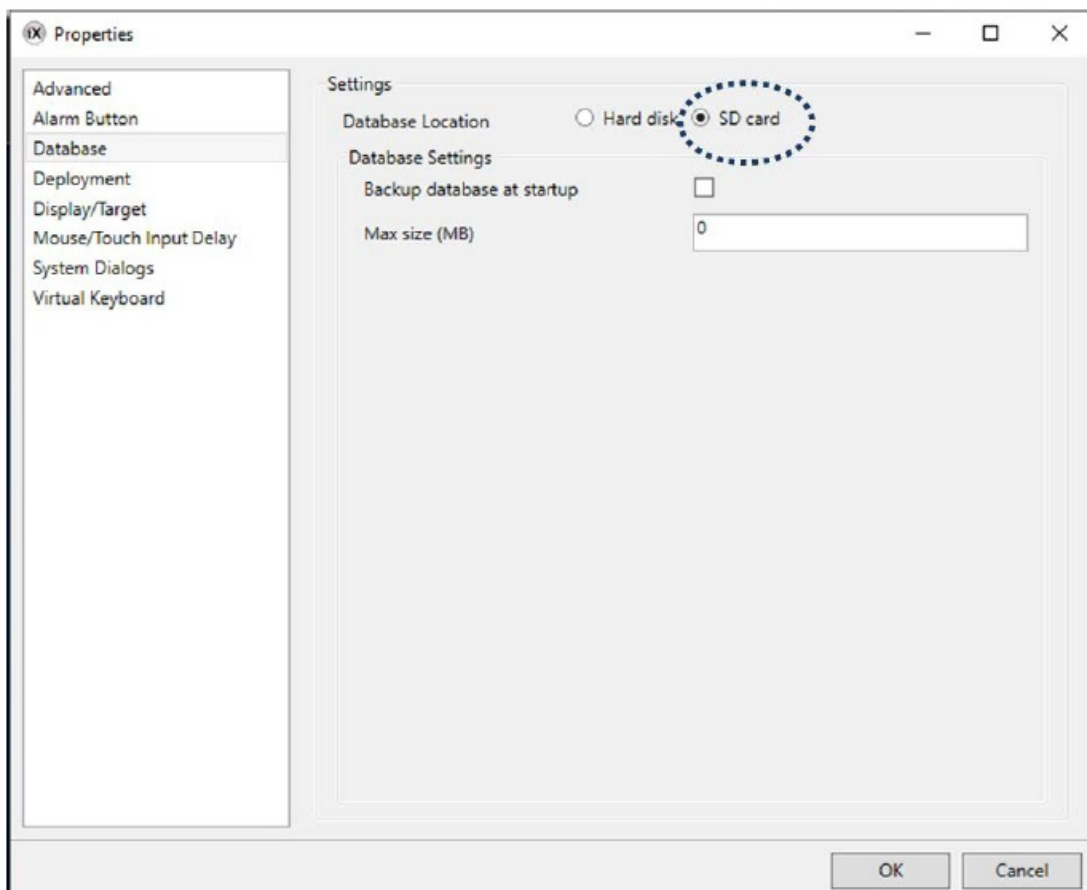 iX Properties
Advanced
Alarm Button
Database
Deployment
Display/Target
Mouse/Touch Input Delay
System Dialogs
Virtual Keyboard
Settings
Database Location Hard disk SD card
Database Settings
Backup database at startup
Max size (MB) 0
OK Cancel